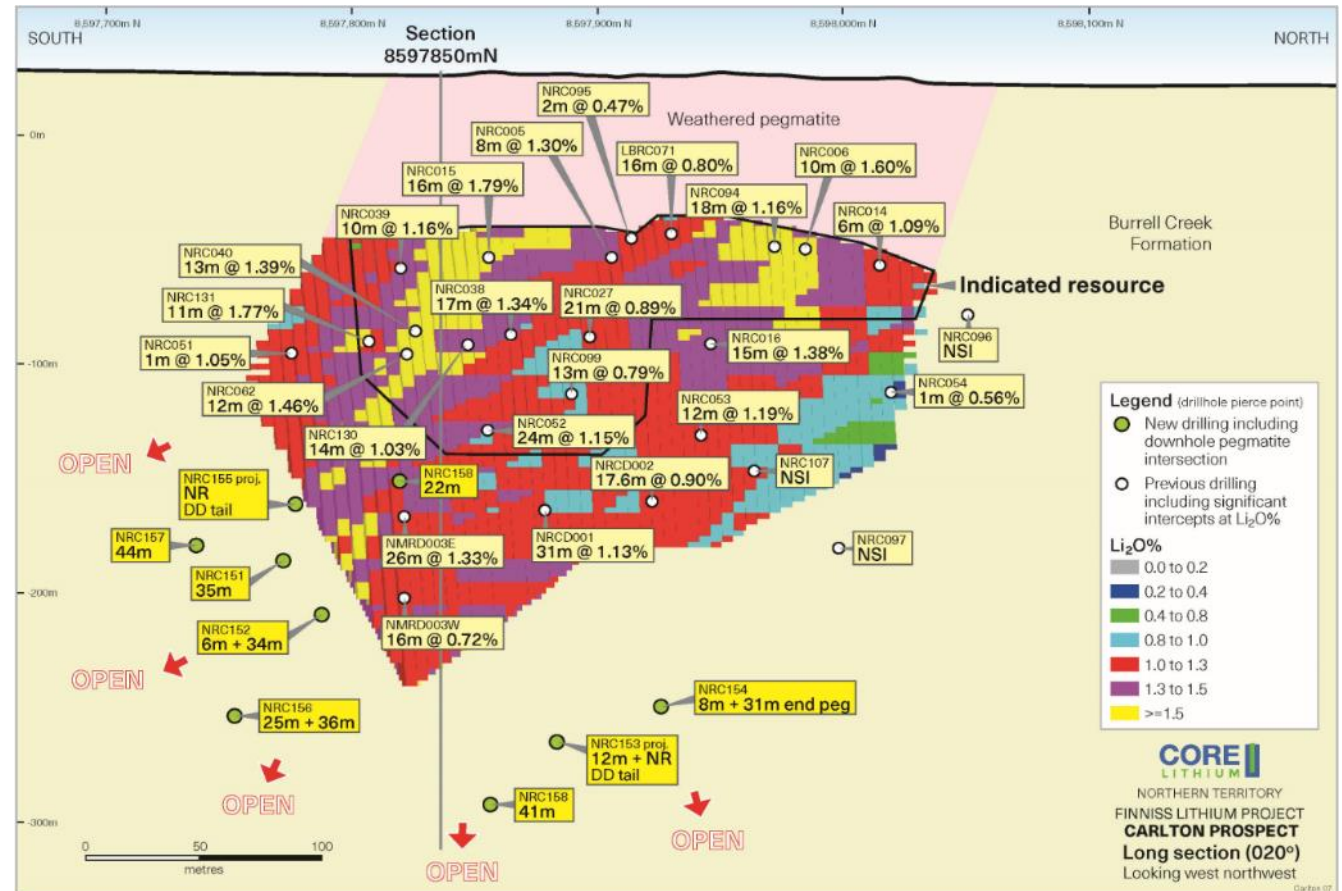 8,597,700m N
8,597,800m N
8,597,900m N
8,598,000m N
8,598,100m N
SOUTH
Section
8597850mN
NORTH
NRC095
2m @ 0.47%
Weathered pegmatite
NRC005
8m @ 1.30%
LBRC071
16m @ 0.80%
NRC006
10m @ 1.60%
0m
NRC015
16m @ 1.79%
NRC094
18m @ 1.16%
NRC014
6m @ 1.09%
NRC039
10m @ 1.16%
Burrell Creek
Formation
NRC040
13m @ 1.39%
NRC038
17m @ 1.34%
NRC027
21m @ 0.89%
Indicated resource
NRC131
11m @ 1.77%
NRC051
1m @ 1.05%
NRC016
15m @ 1.38%
NRC096
NSI
-100m
NRC099
13m @ 0.79%
NRC062
12m @ 1.46%
NRC053
12m @ 1.19%
NRC054
1m @ 0.56%
NRC130
14m @ 1.03%
NRC052
24m @ 1.15%
OPEN
NRC158
22m
NRCD002
17.6m @ 0.90%
NRC107
NSI
NRC155 proj.
NR
DD tail
NRC157
44m
NMRD003E
26m @ 1.33%
NRCD001
31m @ 1.13%
NRC097
NSI
NRC151
35m
-200m
NRC152
6m + 34m
NMRD003W
16m @ 0.72%
OPEN
NRC156
25m + 36m
NRC154
8m + 31m end peg
NRC153 proj.
12m + NR
DD tail
OPEN
NRC158
41m
-300m
OPEN
OPEN
0 50 100
metres
Legend (drillhole pierce point)
New drilling including
downhole pegmatite
intersection
Previous drilling
including significant
intercepts at Li₂O%
Li₂O%
0.0 to 0.2
0.2 to 0.4
0.4 to 0.8
0.8 to 1.0
1.0 to 1.3
1.3 to 1.5
>=1.5
CORE
LITHIUM
NORTHERN TERRITORY
FINNISS LITHIUM PROJECT
CARLTON PROSPECT
Long section (020°)
Looking west northwest